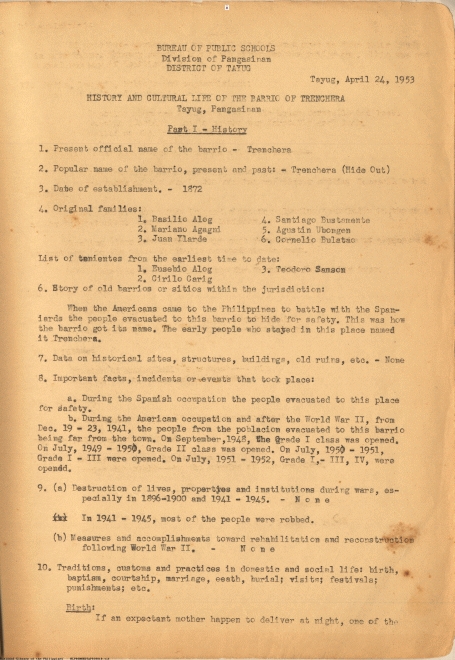 BUREAU OF PUBLIC SCHOOLS
Division of Pangasinan
DISTRICT OF TAYUG
Tayug, April 24, 1953
HISTORY AND CULTURAL LIFE OF THE BARRIO OF TRENCHERA
Tayug, Pangasinan
Part I - History
1. Present official name of the barrio - Trenchera
2. Popular name of the barrio, present and past: - Trenchera (Hide Out)
3. Date of establishment. - 1872
4. Original families:
1. Basilio Alog 4. Santiago Bustamente
2. Mariano Agagni 5. Agustin Ubongen
3. Juan Ilarde 6. Cornelio Bulatao
List of tenientes from the earliest time to date:
1. Eusebio Alog 3. Teodoro Samson
2. Cirilo Carig
6. Story of old barrios or sitios within the jurisdiction:
When the Americans came to the Philippines to battle with the Span-
iards the people evacuated to this barrio to hide for safety. This was how
the barrio got its name. The early people who stayed in this place named
it Trenchera.
7. Data on historical sites, structures, buildings, old ruins, etc. - None
8. Important facts, incidents or events that took place:
a. During the Spanish occupation the people evacuated to this place
for safety.
b. During the American occupation and after the World War II, from
Dec. 19 - 23, 1941, the people from the poblacion evacuated to this barrio
being far from the town. On September,1948, The Grade I class was opened.
On July, 1949 - 1950, Grade II class was opened. On July, 1950 - 1951,
Grade I - III were opened. On July, 1951 - 1952, Grade I,- III, IV, were
opened.
9. (a) Destruction of lives, properties and institutions during wars, es-
pecially in 1896-1900 and 1941 - 1945. - N o n e
In 1941 - 1945, most of the people were robbed.
(b) Measures and accomplishments toward rehabilitation and reconstruction
following World War II. - N o n e
10. Traditions, customs and practices in domestic and social life: birth,
baptism, courtship, marriage, eeath, burial; visits; festivals;
punishments; etc.
Birth:
If an expectant mother happen to deliver at night, one of the